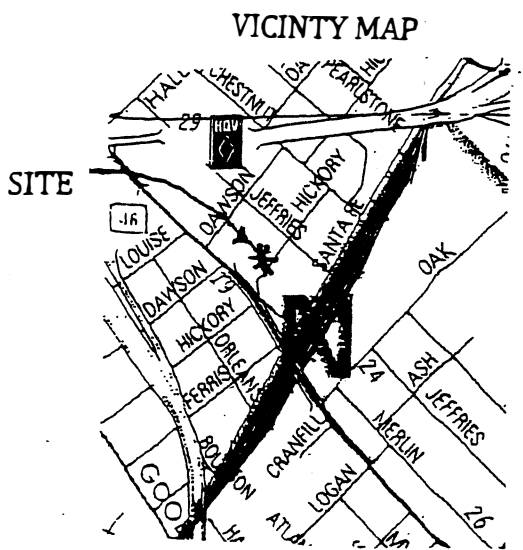 VICINTY MAP
HALL
CHESTNUT
PEARLSTONE
29
HOV
SITE
DAWSON
JEFFRIES
HICKORY
SANTA FE
LOUISE
DAWSON
OAK
HICKORY
ORLEANS
FERRIS
24
ASH
JEFFRIES
CRANFILL
MERLIN
LOGAN
26